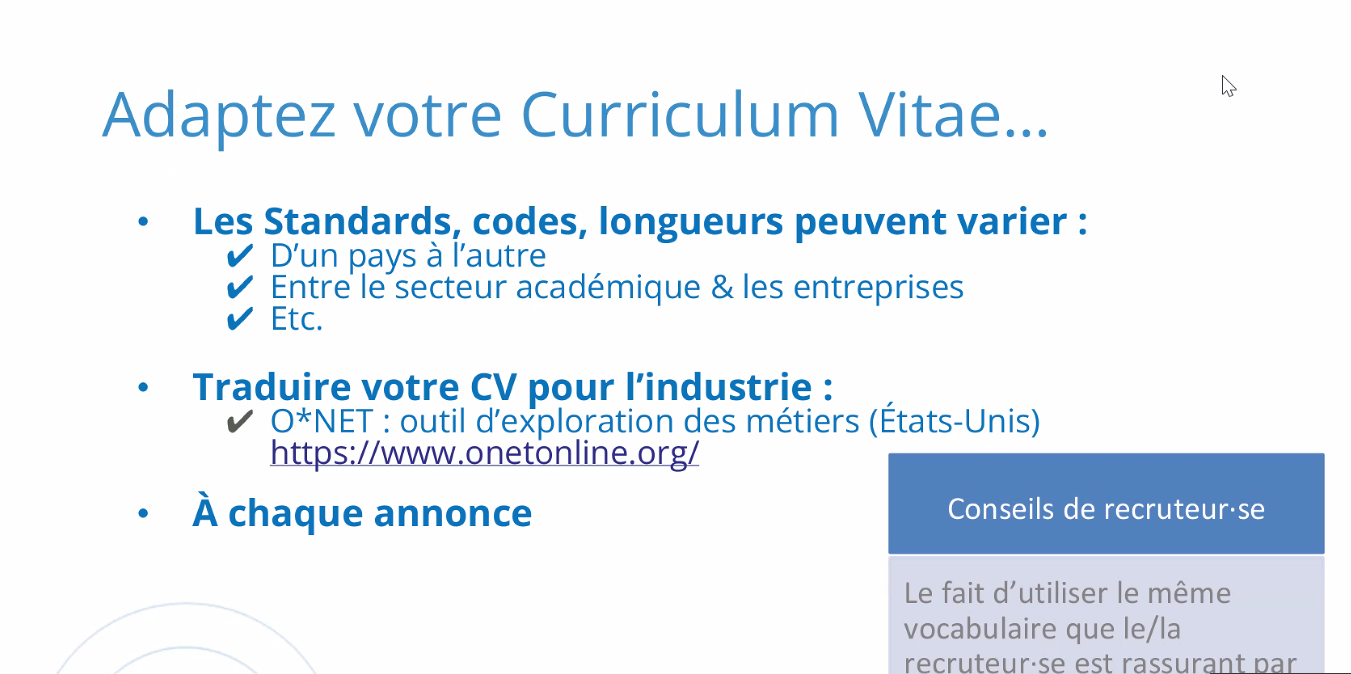 Adaptez votre Curriculum Vitae...
• Les Standards, codes, longueurs peuvent varier :
✔ D’un pays à l’autre
✔ Entre le secteur académique & les entreprises
✔ Etc.
• Traduire votre CV pour l’industrie :
✔ O*NET : outil d’exploration des métiers (États-Unis)
https://www.onetonline.org/
• À chaque annonce
Conseils de recruteur·se
Le fait d’utiliser le même
vocabulaire que le/la
recruteur·se est rassurant par